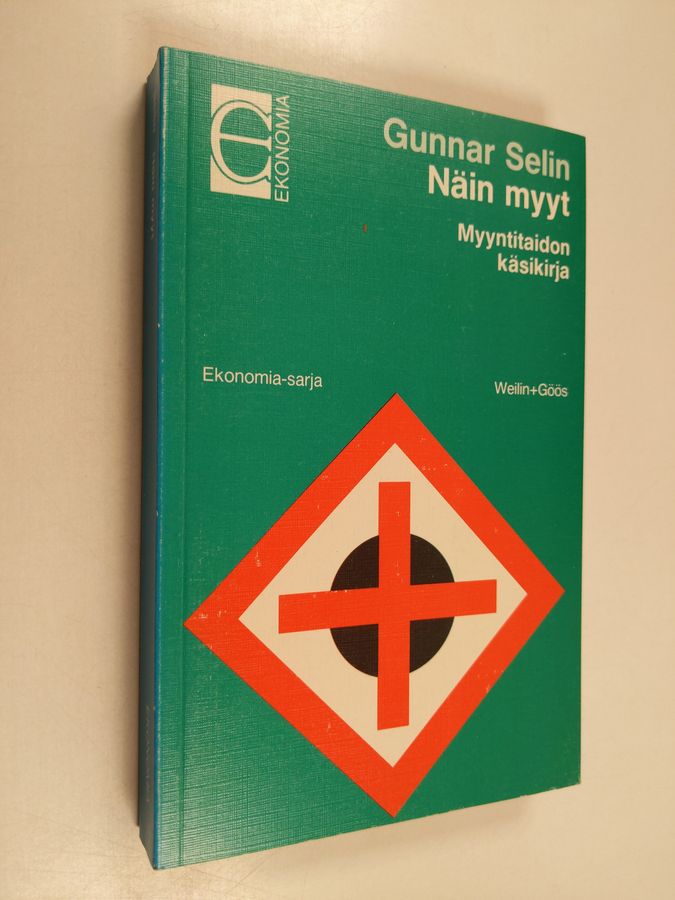 EKONOMIA
Gunnar Selin
Näin myyt
Myyntitaidon
käsikirja
Ekonomia-sarja
Weilin+Göös